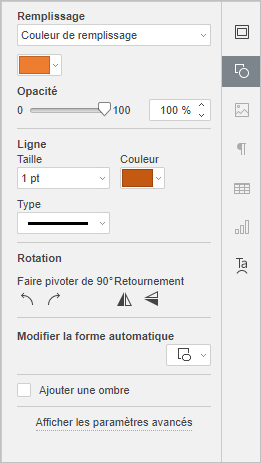 Remplissage
Couleur de remplissage
Opacité
0 100 100 %
Ligne
Taille Couleur
1 pt
Type
Rotation
Faire pivoter de 90° Retournement
Modifier la forme automatique
Ajouter une ombre
Afficher les paramètres avancés
Ta